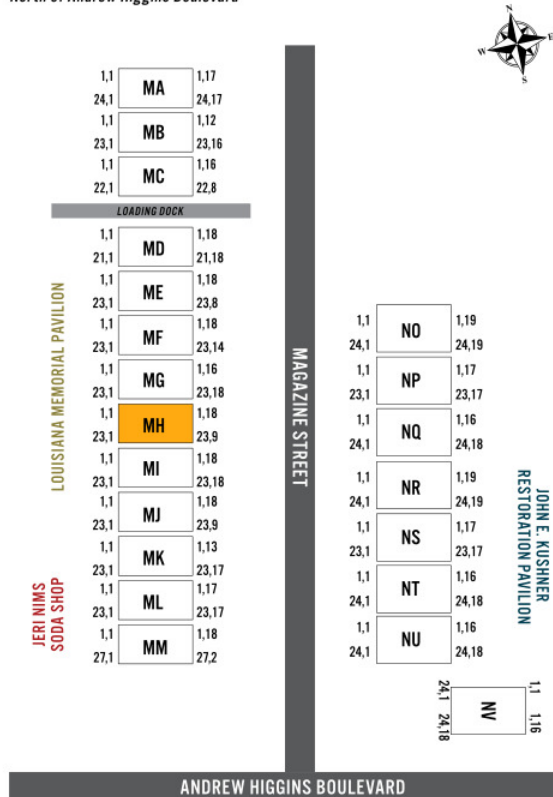 N
W E
S
1,1 MA 1,17
24,1 24,17
1,1 MB 1,12
23,1 23,16
1,1 MC 1,16
22,1 22,8
LOADING DOCK
1,1 MD 1,18
21,1 21,18
1,1 ME 1,18
23,1 23,8
1,1 MF 1,18
23,1 23,14
1,1 MG 1,16
23,1 23,18
1,1 MH 1,18
23,1 23,9
1,1 MI 1,18
23,1 23,18
1,1 MJ 1,18
23,1 23,9
1,1 MK 1,13
23,1 23,17
1,1 ML 1,17
23,1 23,17
1,1 MM 1,18
27,1 27,2
LOUISIANA MEMORIAL PAVILION
JERI NIMS
SODA SHOP
MAGAZINE STREET
1,1 NO 1,19
24,1 24,19
1,1 NP 1,17
23,1 23,17
1,1 NQ 1,16
24,1 24,18
1,1 NR 1,19
24,1 24,19
1,1 NS 1,17
23,1 23,17
1,1 NT 1,16
24,1 24,18
1,1 NU 1,16
24,1 24,18
1,1 NV 1,16
24,1 24,18
JOHN E. KUSHNER
RESTORATION PAVILION
ANDREW HIGGINS BOULEVARD